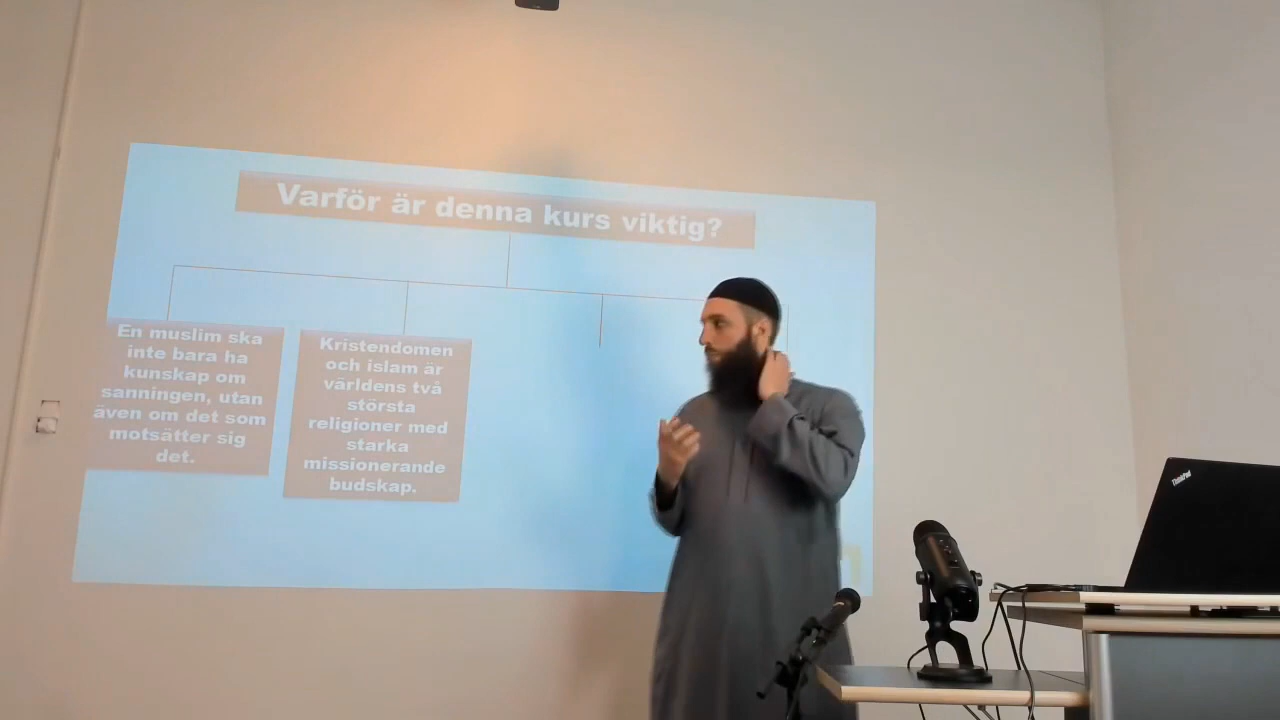 Varför är denna kurs viktig?
En muslim ska
inte bara ha
kunskap om
sanningen, utan
även om det som
motsätter sig
det.
Kristendomen
och islam är
världens två
största
religioner med
starka
missionerande
budskap.
ThinkPad